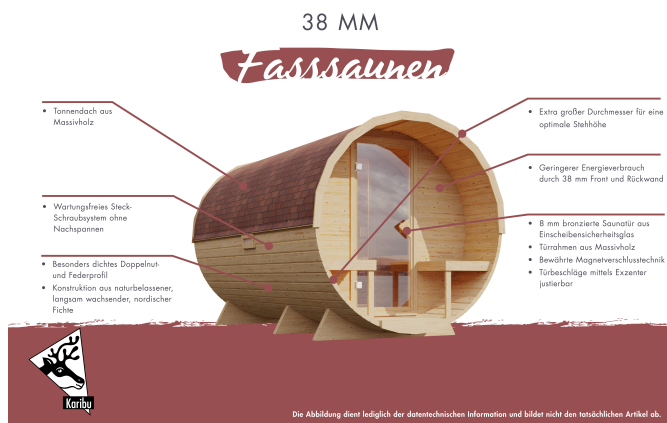 38 MM
Fasssaunen
• Tonnendach aus
Massivholz
• Wartungsfreies Steck-
Schraubsystem ohne
Nachspannen
• Besonders dichtes Doppelnut-
und Federprofil
• Konstruktion aus naturbelassener,
langsam wachsender, nordischer
Fichte
• Extra großer Durchmesser für eine
optimale Stehhöhe
• Geringerer Energieverbrauch
durch 38 mm Front und Rückwand
• 8 mm bronzierte Saunatür aus
Einscheibensicherheitsglas
• Türrahmen aus Massivholz
• Bewährte Magnetverschlusstechnik
• Türbeschläge mittels Exzenter
justierbar
Karibu
Die Abbildung dient lediglich der datentechnischen Information und bildet nicht den tatsächlichen Artikel ab.